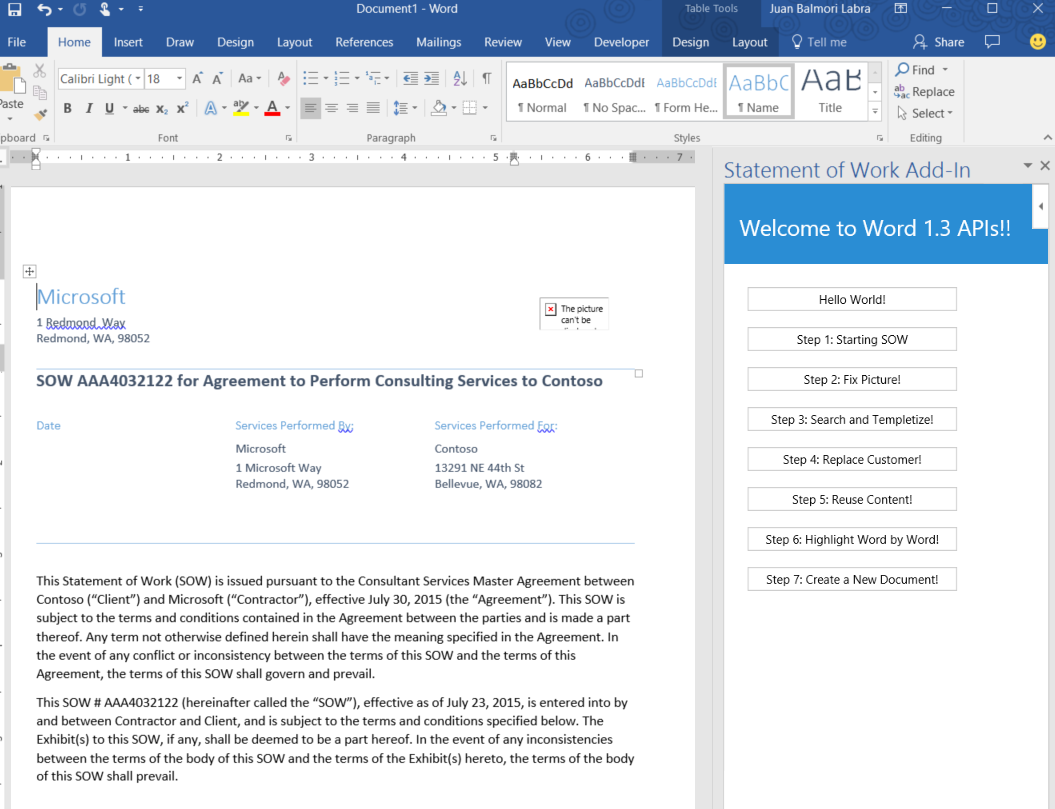 Document1 - Word
Table Tools
Juan Balmori Labra
File Home Insert Draw Design Layout References Mailings Review View Developer Design Layout Tell me Share
Paste
Calibri Light ( 18 A A Aa
B I U abc X₂ X² A ab A
AaBbCcDd AaBbCcDdE AaBbCcDdE AaBbC AaB
¶ Normal ¶ No Spac... ¶ Form He... ¶ Name Title
Find
Replace
Select
pboard Font Paragraph Styles Editing
1 2 3 4 5 6 7
Statement of Work Add-In
Welcome to Word 1.3 APIs!!
Hello World!
Step 1: Starting SOW
Step 2: Fix Picture!
Step 3: Search and Templetize!
Step 4: Replace Customer!
Step 5: Reuse Content!
Step 6: Highlight Word by Word!
Step 7: Create a New Document!
Microsoft
1 Redmond Way
Redmond, WA, 98052
The picture
can't be
SOW AAA4032122 for Agreement to Perform Consulting Services to Contoso
Date Services Performed By: Services Performed For:
Microsoft Contoso
1 Microsoft Way 13291 NE 44th St
Redmond, WA, 98052 Bellevue, WA, 98082
This Statement of Work (SOW) is issued pursuant to the Consultant Services Master Agreement between
Contoso (“Client”) and Microsoft (“Contractor”), effective July 30, 2015 (the “Agreement”). This SOW is
subject to the terms and conditions contained in the Agreement between the parties and is made a part
thereof. Any term not otherwise defined herein shall have the meaning specified in the Agreement. In
the event of any conflict or inconsistency between the terms of this SOW and the terms of this
Agreement, the terms of this SOW shall govern and prevail.
This SOW # AAA4032122 (hereinafter called the “SOW”), effective as of July 23, 2015, is entered into by
and between Contractor and Client, and is subject to the terms and conditions specified below. The
Exhibit(s) to this SOW, if any, shall be deemed to be a part hereof. In the event of any inconsistencies
between the terms of the body of this SOW and the terms of the Exhibit(s) hereto, the terms of the body
of this SOW shall prevail.